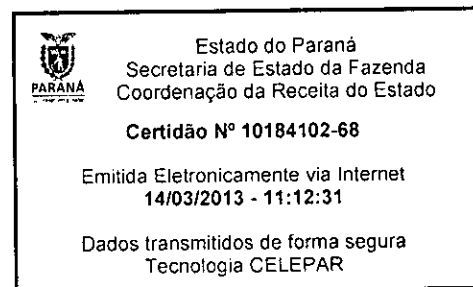 Estado do Paraná
Secretaria de Estado da Fazenda
PARANÁ
Coordenação da Receita do Estado
Certidão Nº 10184102-68
Emitida Eletronicamente via Internet
14/03/2013 - 11:12:31
Dados transmitidos de forma segura
Tecnologia CELEPAR